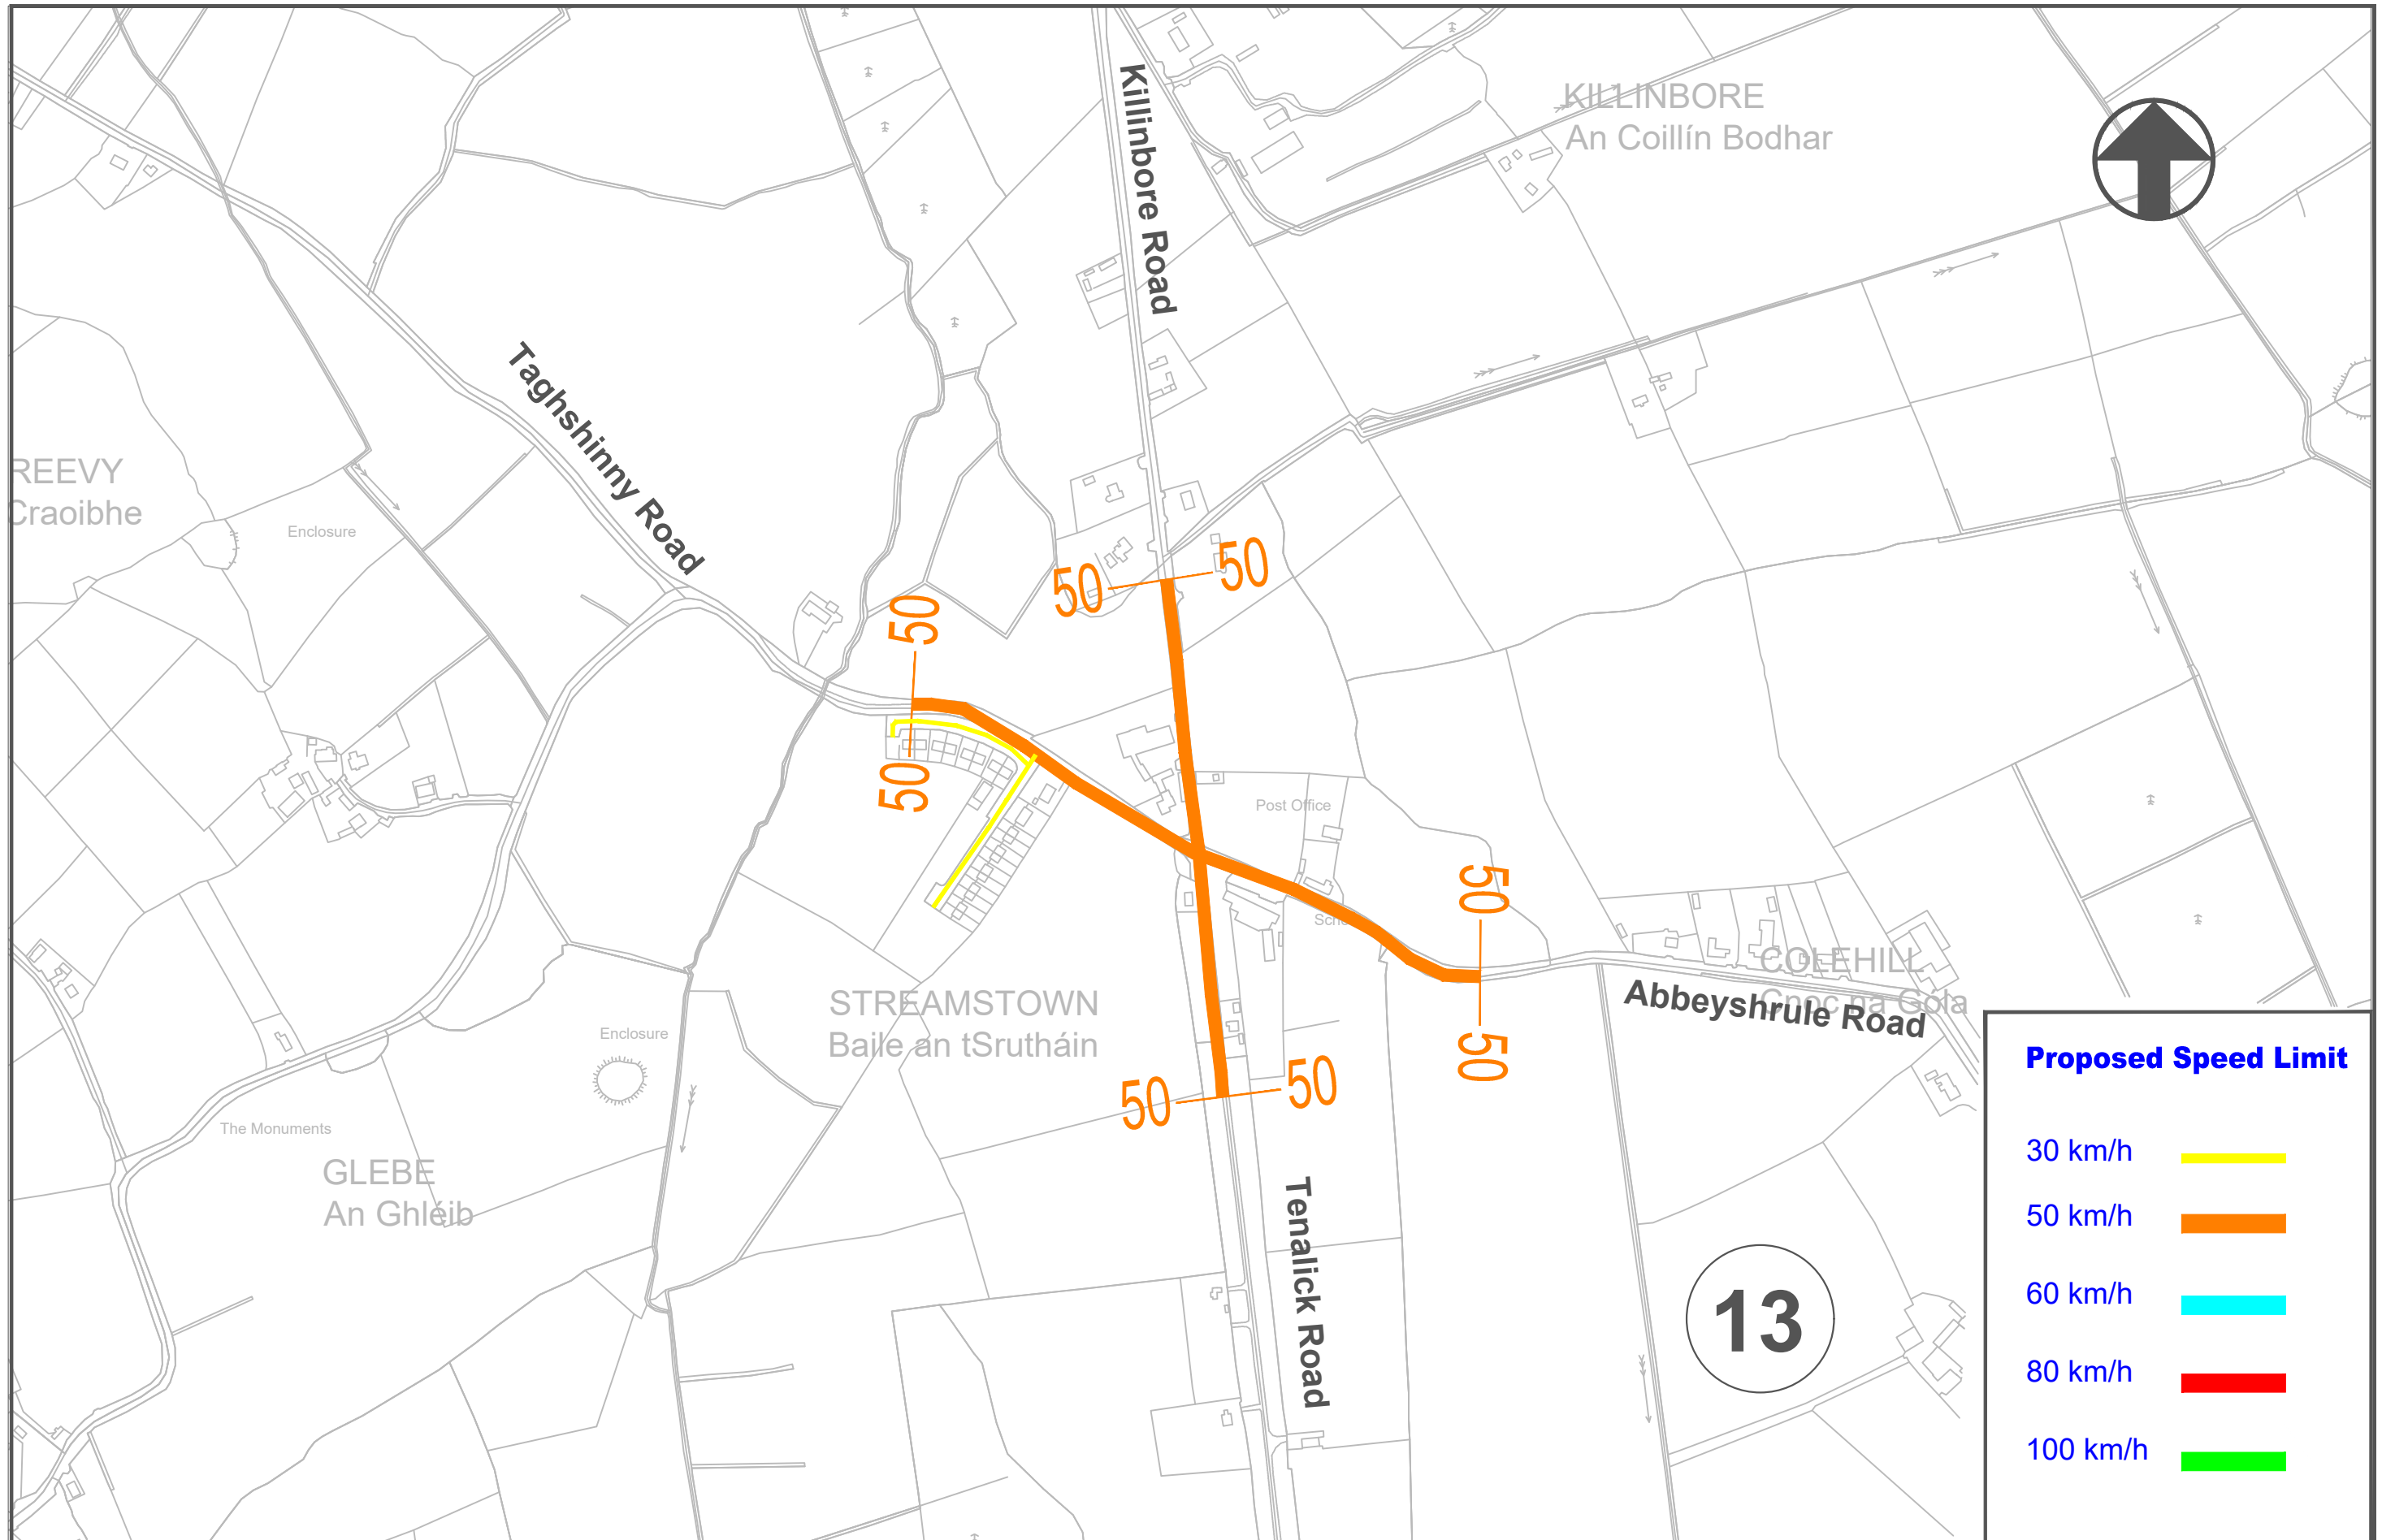 Killinbore Road
KILLINBORE
An Coillín Bodhar
Taghshinny Road
REEVY
Craoibhe
Enclosure
50
50
50
50
Post Office
50
50
STREAMSTOWN
Baile an tSrutháin
COLEHILL
Cnoc na Góla
Abbeyshrule Road
Enclosure
50
50
The Monuments
GLEBE
An Ghléib
Tenalick Road
13
Proposed Speed Limit
30 km/h
50 km/h
60 km/h
80 km/h
100 km/h